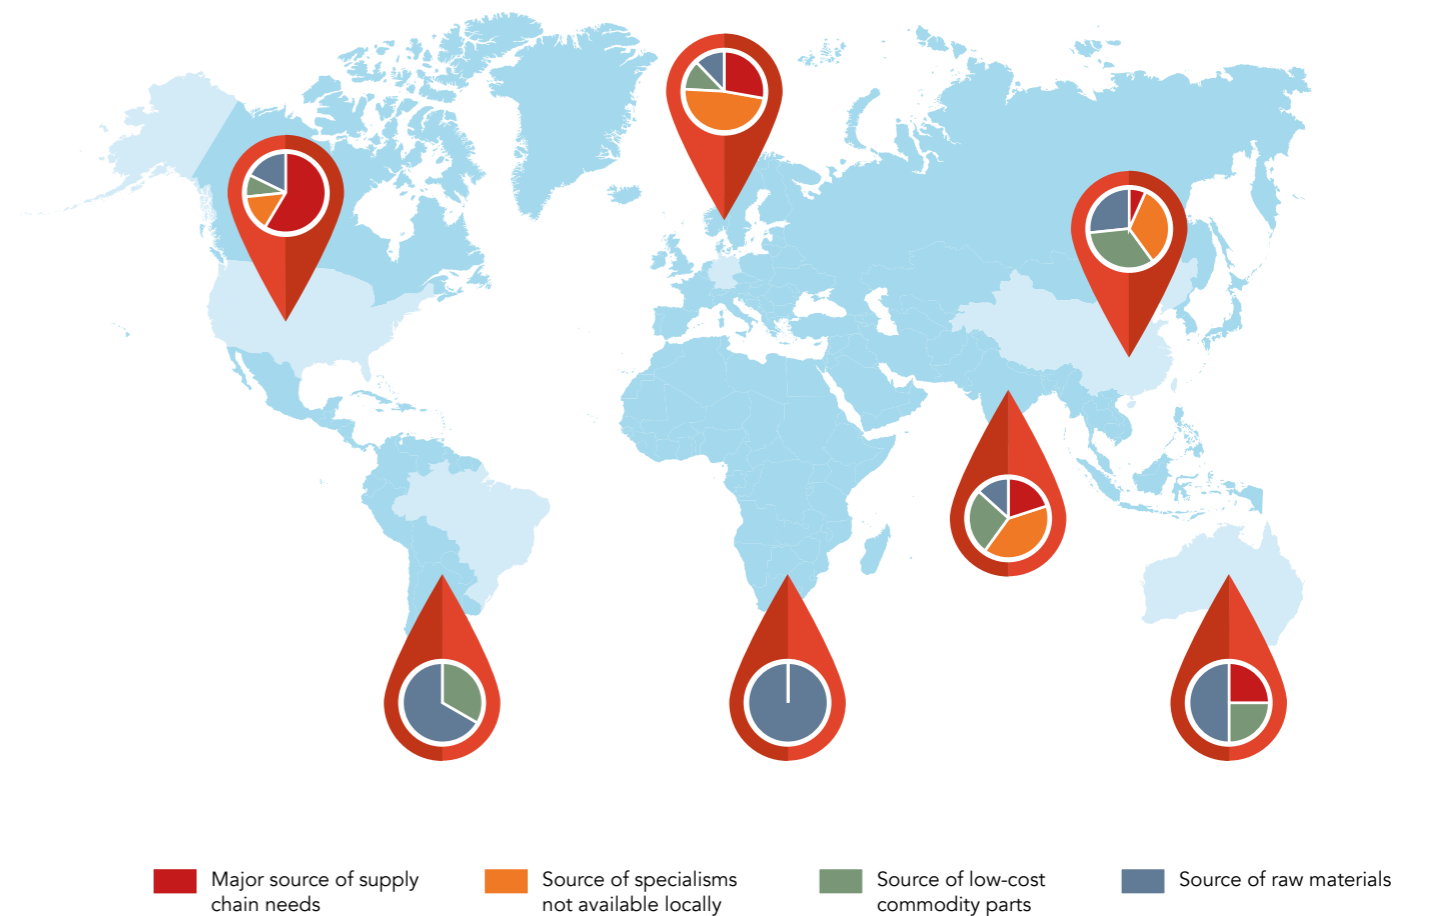 Major source of supply
chain needs
Source of specialisms
not available locally
Source of low-cost
commodity parts
Source of raw materials